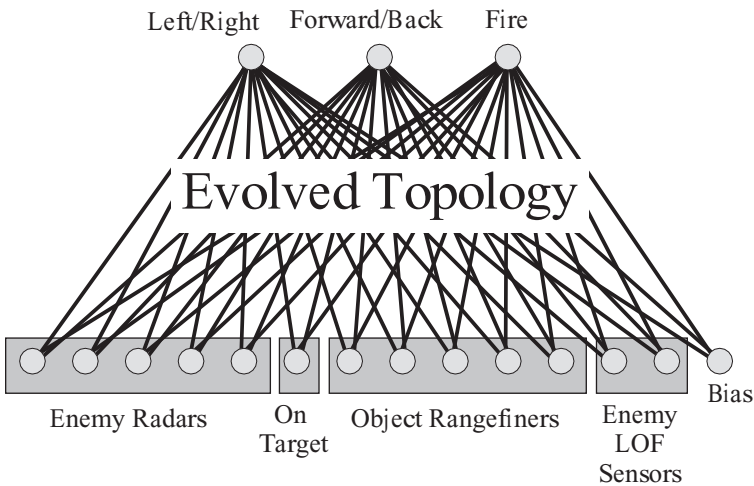 Left/Right Forward/Back Fire
Evolved Topology
Enemy Radars
On
Target
Object Rangefiners
Enemy
LOF
Sensors
Bias